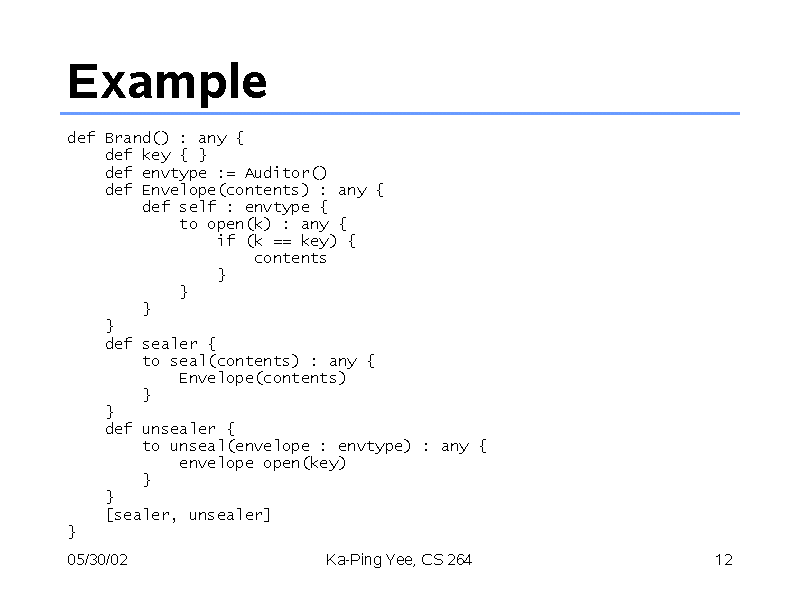 Example
def Brand() : any {
    def key { }
    def envtype := Auditor()
    def Envelope(contents) : any {
        def self : envtype {
            to open(k) : any {
                if (k == key) {
                    contents
                }
            }
        }
    }
    def sealer {
        to seal(contents) : any {
            Envelope(contents)
        }
    }
    def unsealer {
        to unseal(envelope : envtype) : any {
            envelope open(key)
        }
    }
    [sealer, unsealer]
}
05/30/02 Ka-Ping Yee, CS 264 12